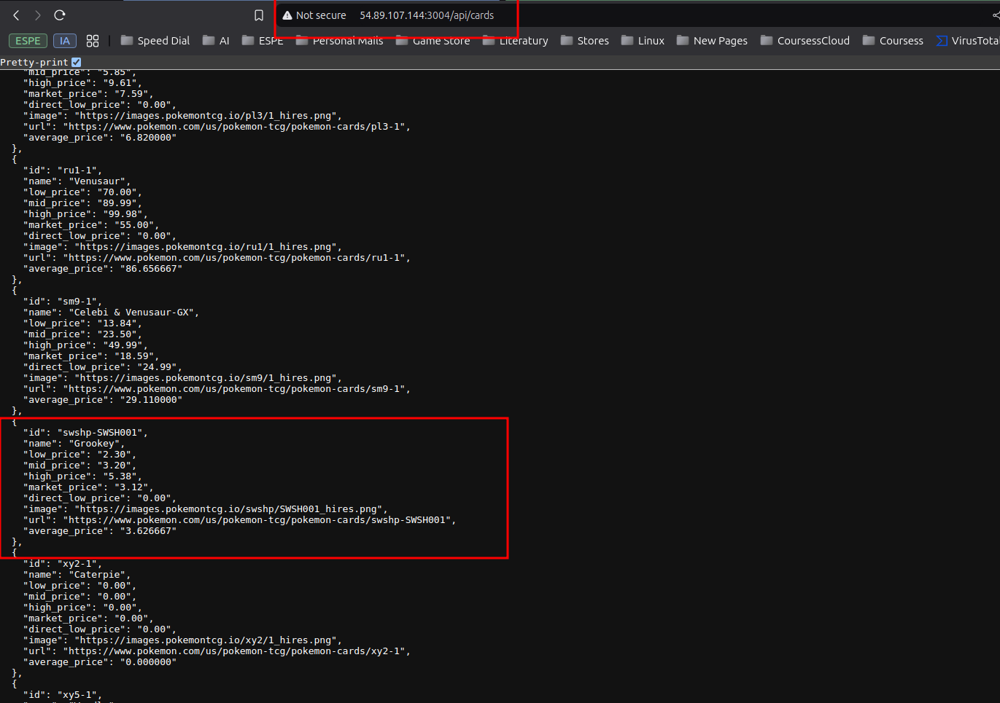 Not secure 54.89.107.144:3004/api/cards
ESPE IA Speed Dial AI ESPE Personal Mails Game Store Literatury Stores Linux New Pages CoursessCloud Coursess VirusTotal
Pretty-print
"mid_price": "5.85",
"high_price": "9.61",
"market_price": "7.59",
"direct_low_price": "0.00",
"image": "https://images.pokemontcg.io/pl3/1_hires.png",
"url": "https://www.pokemon.com/us/pokemon-tcg/pokemon-cards/pl3-1",
"average_price": "6.820000"
},
{
"id": "ru1-1",
"name": "Venusaur",
"low_price": "70.00",
"mid_price": "89.99",
"high_price": "99.98",
"market_price": "55.00",
"direct_low_price": "0.00",
"image": "https://images.pokemontcg.io/ru1/1_hires.png",
"url": "https://www.pokemon.com/us/pokemon-tcg/pokemon-cards/ru1-1",
"average_price": "86.656667"
},
{
"id": "sm9-1",
"name": "Celebi & Venusaur-GX",
"low_price": "13.84",
"mid_price": "23.50",
"high_price": "49.99",
"market_price": "18.59",
"direct_low_price": "24.99",
"image": "https://images.pokemontcg.io/sm9/1_hires.png",
"url": "https://www.pokemon.com/us/pokemon-tcg/pokemon-cards/sm9-1",
"average_price": "29.110000"
},
{
"id": "swshp-SWSH001",
"name": "Grookey",
"low_price": "2.30",
"mid_price": "3.20",
"high_price": "5.38",
"market_price": "3.12",
"direct_low_price": "0.00",
"image": "https://images.pokemontcg.io/swshp/SWSH001_hires.png",
"url": "https://www.pokemon.com/us/pokemon-tcg/pokemon-cards/swshp-SWSH001",
"average_price": "3.626667"
},
{
"id": "xy2-1",
"name": "Caterpie",
"low_price": "0.00",
"mid_price": "0.00",
"high_price": "0.00",
"market_price": "0.00",
"direct_low_price": "0.00",
"image": "https://images.pokemontcg.io/xy2/1_hires.png",
"url": "https://www.pokemon.com/us/pokemon-tcg/pokemon-cards/xy2-1",
"average_price": "0.000000"
},
{
"id": "xy5-1",